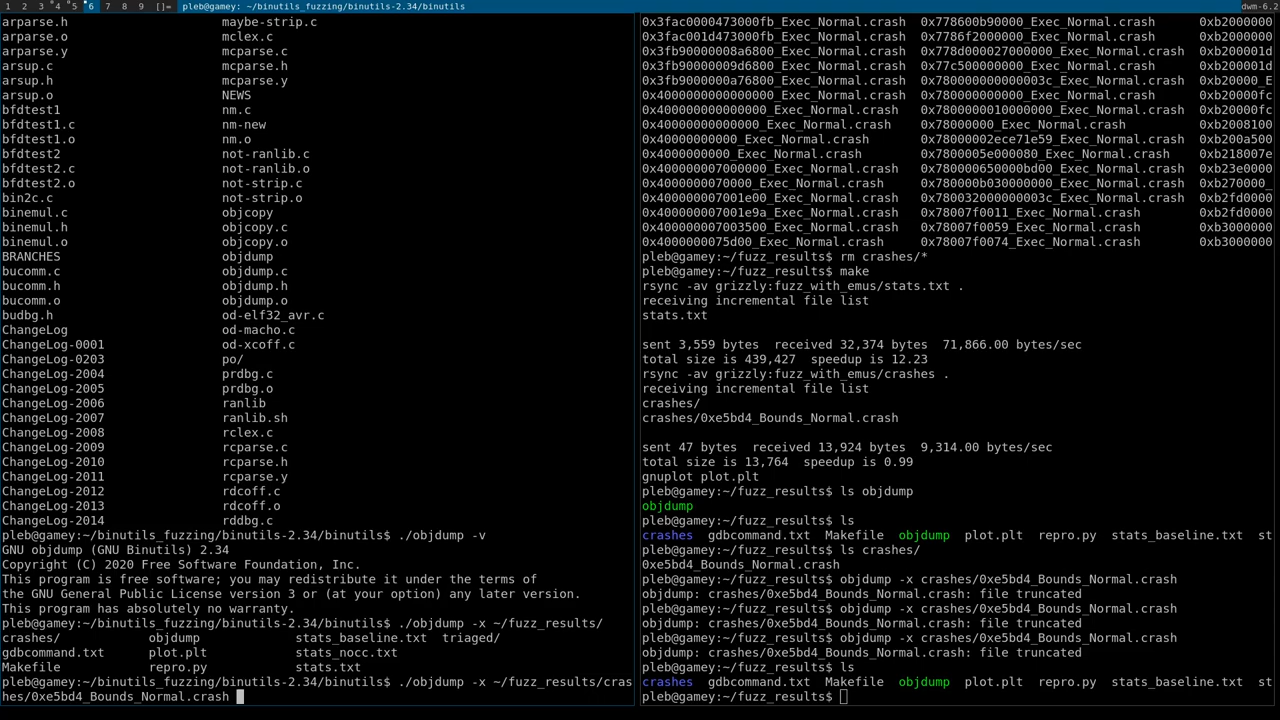 1 2 3 4 5 6 7 8 9 []= pleb@gamey: ~/binutils_fuzzing/binutils-2.34/binutils dwm-6.2
arparse.h maybe-strip.c
arparse.o mclex.c
arparse.y mcparse.c
arsup.c mcparse.h
arsup.h mcparse.y
arsup.o NEWS
bfdtest1 nm.c
bfdtest1.c nm-new
bfdtest1.o nm.o
bfdtest2 not-ranlib.c
bfdtest2.c not-ranlib.o
bfdtest2.o not-strip.c
bin2c.c not-strip.o
binemul.c objcopy
binemul.h objcopy.c
binemul.o objcopy.o
BRANCHES objdump
bucomm.c objdump.c
bucomm.h objdump.h
bucomm.o objdump.o
budbg.h od-elf32_avr.c
ChangeLog od-macho.c
ChangeLog-0001 od-xcoff.c
ChangeLog-0203 po/
ChangeLog-2004 prdbg.c
ChangeLog-2005 prdbg.o
ChangeLog-2006 ranlib
ChangeLog-2007 ranlib.sh
ChangeLog-2008 rclex.c
ChangeLog-2009 rcparse.c
ChangeLog-2010 rcparse.h
ChangeLog-2011 rcparse.y
ChangeLog-2012 rdcoff.c
ChangeLog-2013 rdcoff.o
ChangeLog-2014 rddbg.c
pleb@gamey:~/binutils_fuzzing/binutils-2.34/binutils$ ./objdump -v
GNU objdump (GNU Binutils) 2.34
Copyright (C) 2020 Free Software Foundation, Inc.
This program is free software; you may redistribute it under the terms of
the GNU General Public License version 3 or (at your option) any later version.
This program has absolutely no warranty.
pleb@gamey:~/binutils_fuzzing/binutils-2.34/binutils$ ./objdump -x ~/fuzz_results/
crashes/ objdump stats_baseline.txt triaged/
gdbcommand.txt plot.plt stats_nocc.txt
Makefile repro.py stats.txt
pleb@gamey:~/binutils_fuzzing/binutils-2.34/binutils$ ./objdump -x ~/fuzz_results/cras
hes/0xe5bd4_Bounds_Normal.crash
0x3fac0000473000fb_Exec_Normal.crash 0x778600b90000_Exec_Normal.crash 0xb2000000
0x3fac001d473000fb_Exec_Normal.crash 0x7786f2000000_Exec_Normal.crash 0xb2000000
0x3fb90000008a6800_Exec_Normal.crash 0x778d000027000000_Exec_Normal.crash 0xb200001d
0x3fb90000009d6800_Exec_Normal.crash 0x77c500000000_Exec_Normal.crash 0xb200001d
0x3fb9000000a76800_Exec_Normal.crash 0x780000000000003c_Exec_Normal.crash 0xb20000_E
0x4000000000000000_Exec_Normal.crash 0x780000000000_Exec_Normal.crash 0xb20000fc
0x400000000000000_Exec_Normal.crash 0x7800000010000000_Exec_Normal.crash 0xb20000fc
0x40000000000000_Exec_Normal.crash 0x78000000_Exec_Normal.crash 0xb2008100
0x40000000000_Exec_Normal.crash 0x78000002ece71e59_Exec_Normal.crash 0xb200a500
0x4000000000_Exec_Normal.crash 0x78000005e000080_Exec_Normal.crash 0xb218007e
0x400000007000000_Exec_Normal.crash 0x780000650000bd00_Exec_Normal.crash 0xb23e0000
0x4000000070000_Exec_Normal.crash 0x780000b030000000_Exec_Normal.crash 0xb270000_
0x400000007001e00_Exec_Normal.crash 0x780032000000003c_Exec_Normal.crash 0xb2fd0000
0x400000007001e9a_Exec_Normal.crash 0x78007f0011_Exec_Normal.crash 0xb2fd0000
0x400000007003500_Exec_Normal.crash 0x78007f0059_Exec_Normal.crash 0xb3000000
0x4000000075d00_Exec_Normal.crash 0x78007f0074_Exec_Normal.crash 0xb3000000
pleb@gamey:~/fuzz_results$ rm crashes/*
pleb@gamey:~/fuzz_results$ make
rsync -av grizzly:fuzz_with_emus/stats.txt .
receiving incremental file list
stats.txt
sent 3,559 bytes received 32,374 bytes 71,866.00 bytes/sec
total size is 439,427 speedup is 12.23
rsync -av grizzly:fuzz_with_emus/crashes .
receiving incremental file list
crashes/
crashes/0xe5bd4_Bounds_Normal.crash
sent 47 bytes received 13,924 bytes 9,314.00 bytes/sec
total size is 13,764 speedup is 0.99
gnuplot plot.plt
pleb@gamey:~/fuzz_results$ ls objdump
objdump
pleb@gamey:~/fuzz_results$ ls
crashes gdbcommand.txt Makefile objdump plot.plt repro.py stats_baseline.txt st
pleb@gamey:~/fuzz_results$ ls crashes/
0xe5bd4_Bounds_Normal.crash
pleb@gamey:~/fuzz_results$ objdump -x crashes/0xe5bd4_Bounds_Normal.crash
objdump: crashes/0xe5bd4_Bounds_Normal.crash: file truncated
pleb@gamey:~/fuzz_results$ objdump -x crashes/0xe5bd4_Bounds_Normal.crash
objdump: crashes/0xe5bd4_Bounds_Normal.crash: file truncated
pleb@gamey:~/fuzz_results$ objdump -x crashes/0xe5bd4_Bounds_Normal.crash
objdump: crashes/0xe5bd4_Bounds_Normal.crash: file truncated
pleb@gamey:~/fuzz_results$ ls
crashes gdbcommand.txt Makefile objdump plot.plt repro.py stats_baseline.txt st
pleb@gamey:~/fuzz_results$